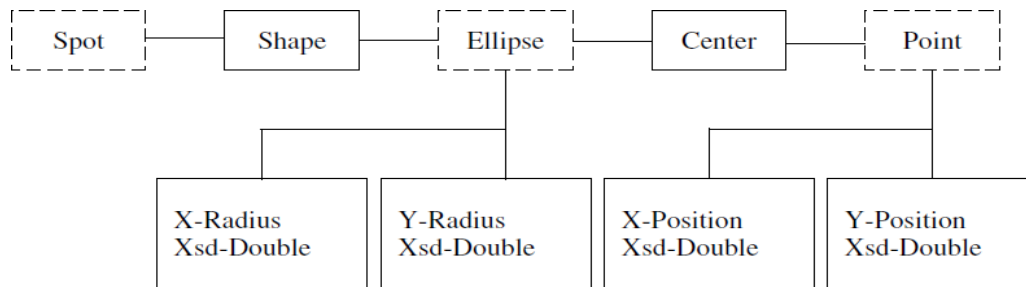 Spot
Shape
Ellipse
Center
Point
X-Radius
Xsd-Double
Y-Radius
Xsd-Double
X-Position
Xsd-Double
Y-Position
Xsd-Double